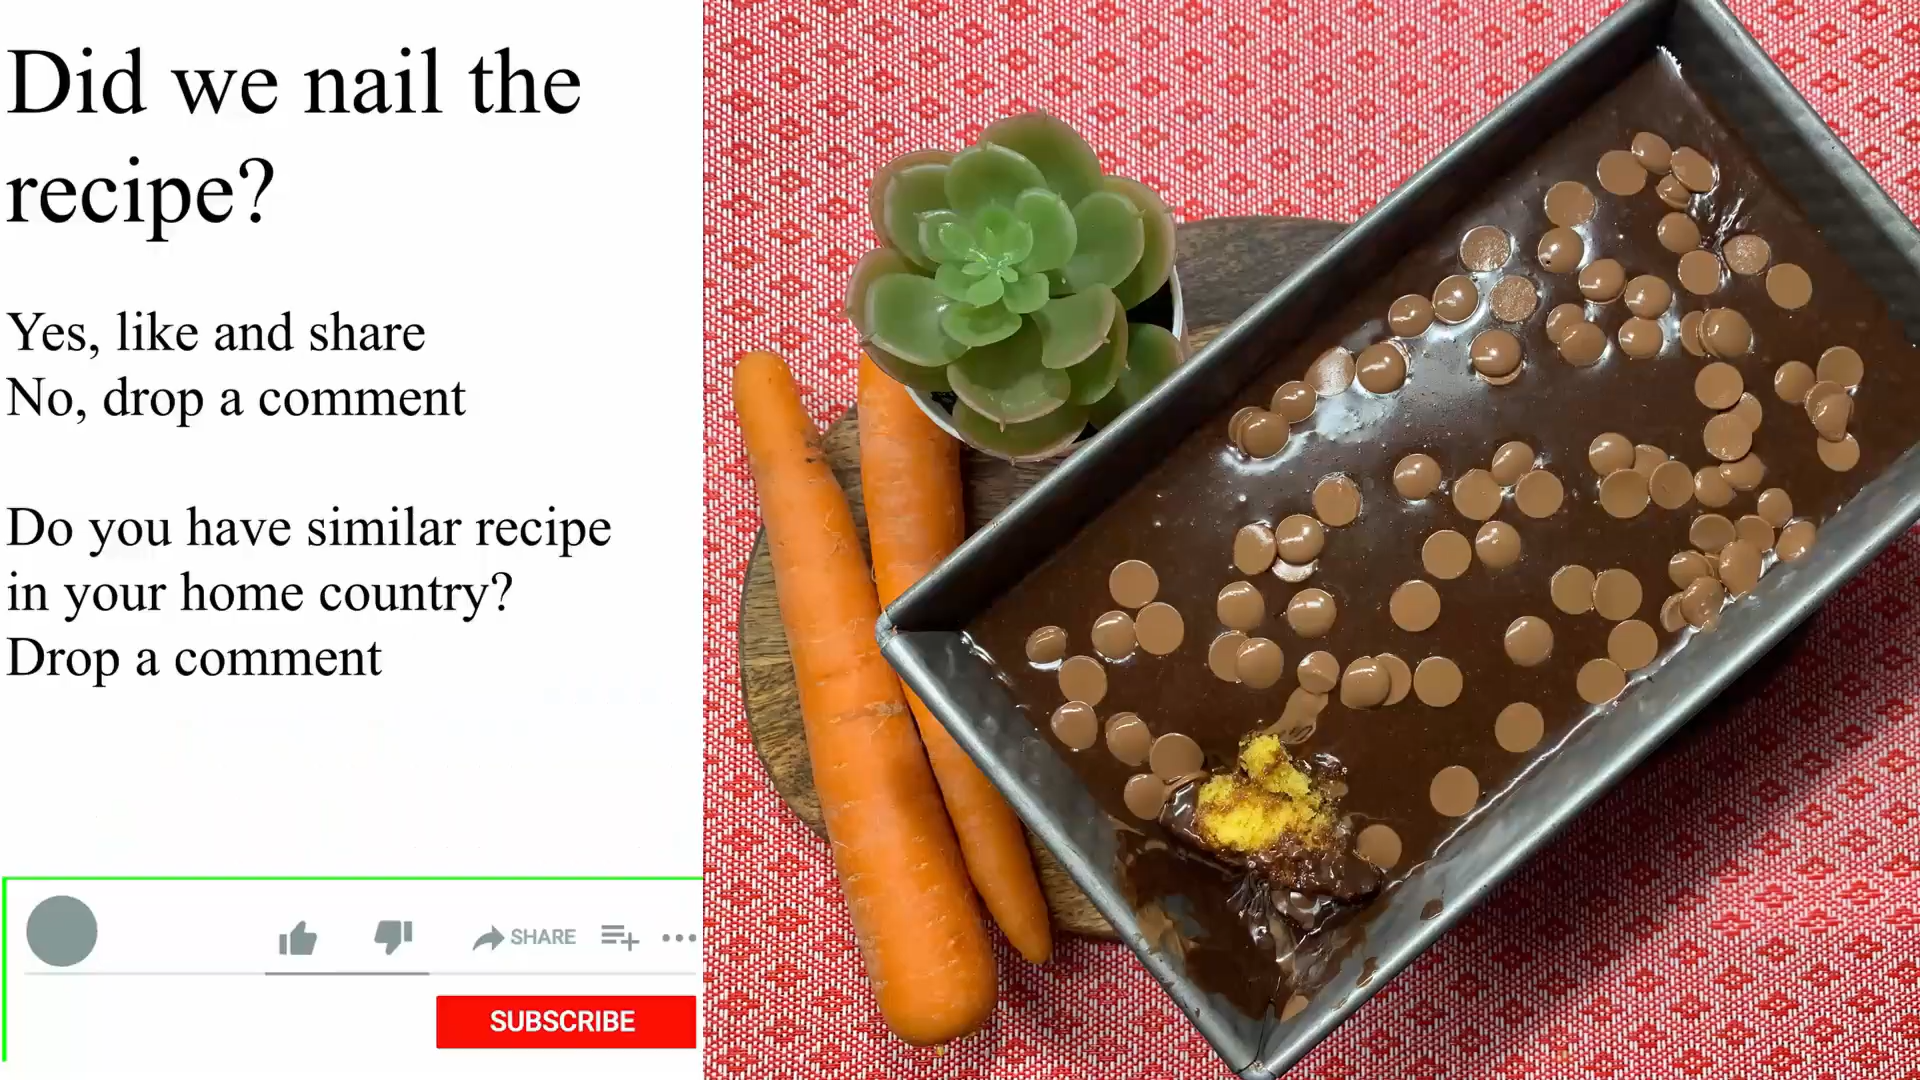 Did we nail the
recipe?
Yes, like and share
No, drop a comment
Do you have similar recipe
in your home country?
Drop a comment
SHARE
SUBSCRIBE